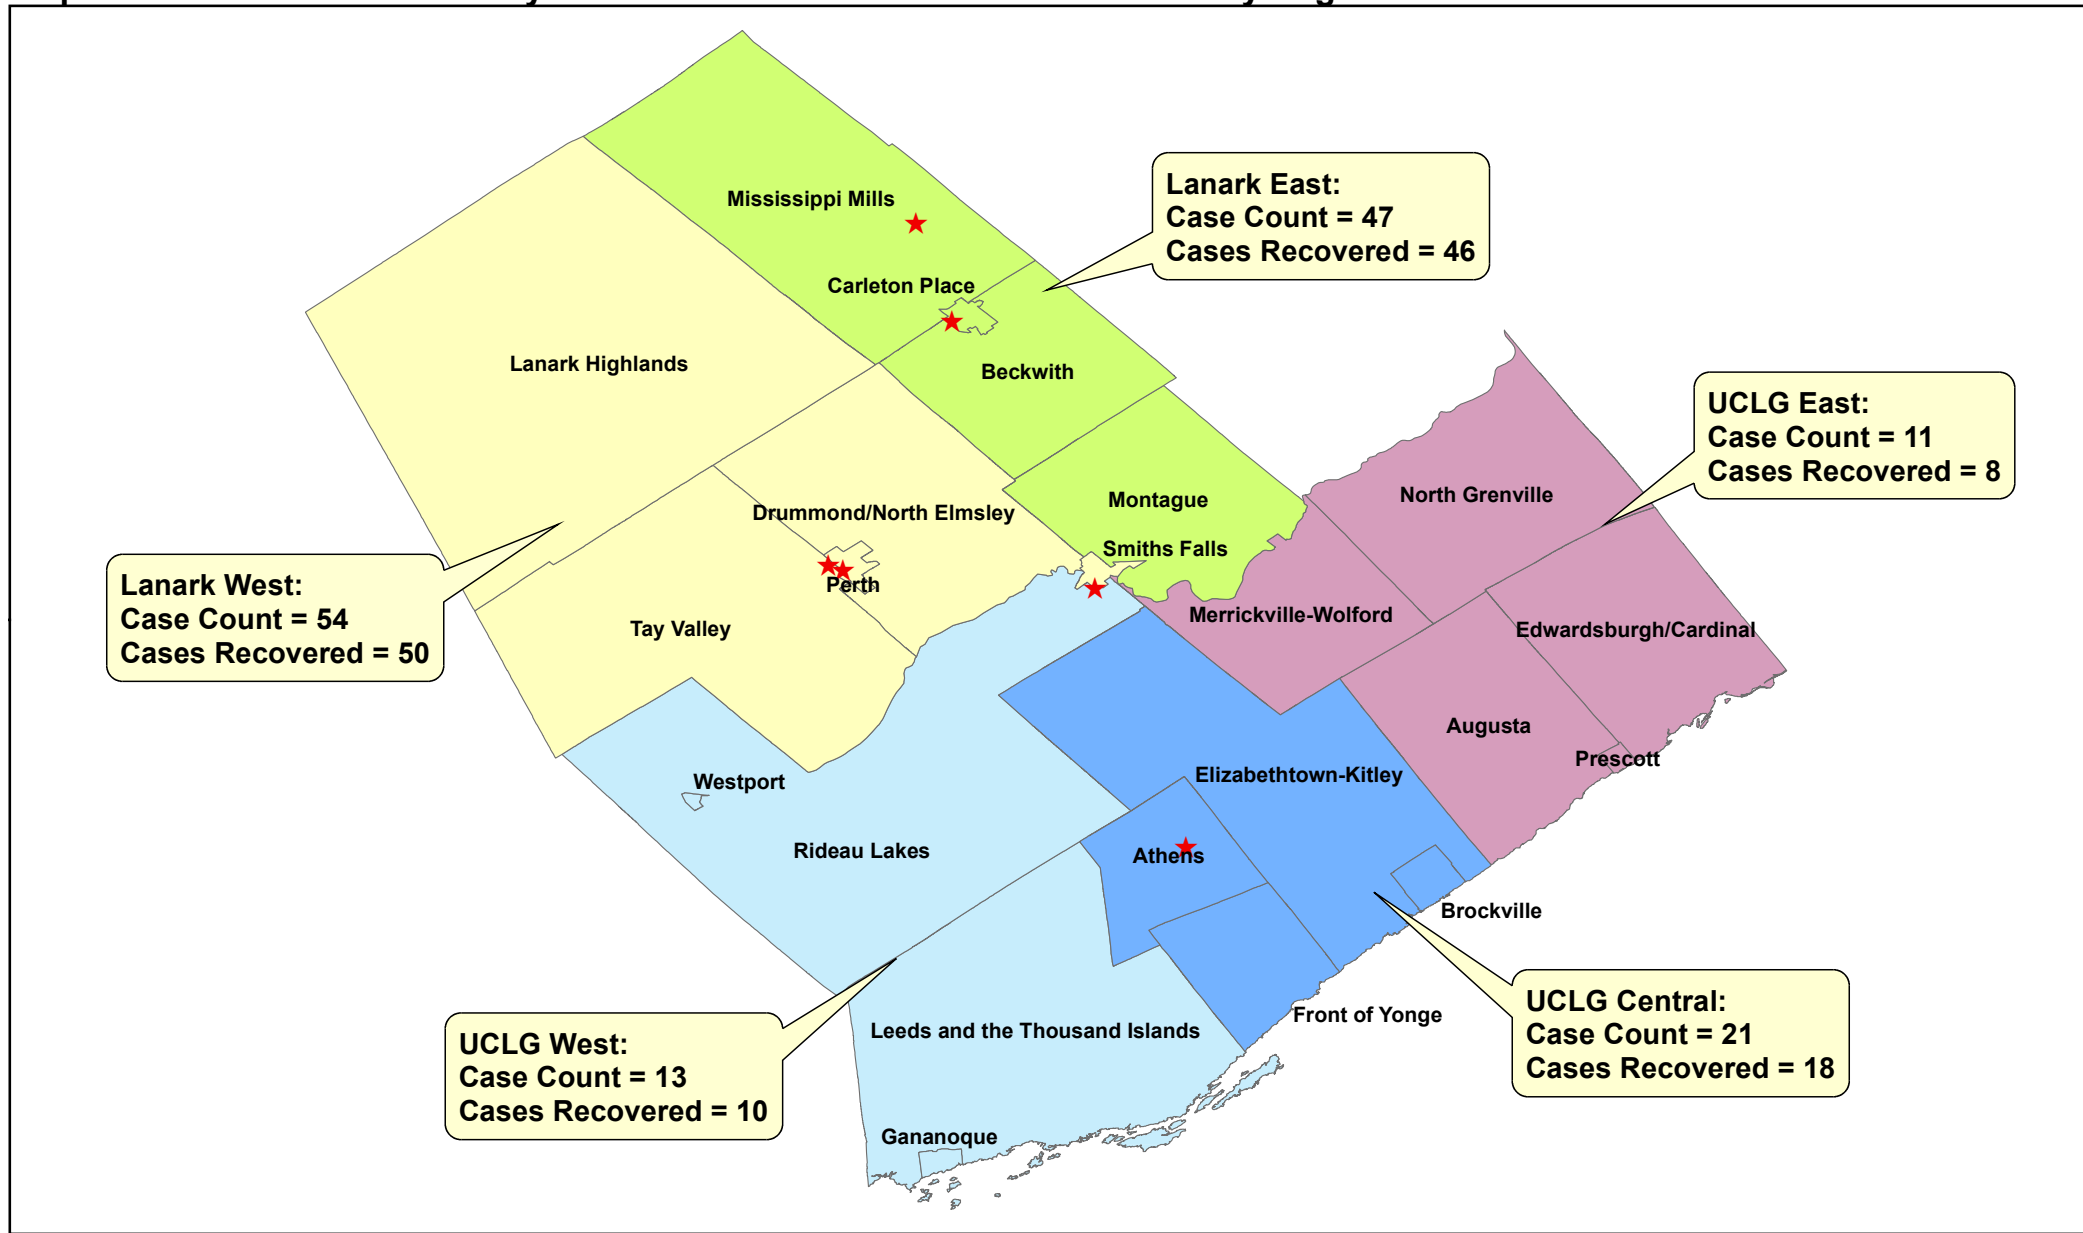 Mississippi Mills
Lanark East:
Case Count = 47
Cases Recovered = 46
Carleton Place
Lanark Highlands
Beckwith
UCLG East:
Case Count = 11
Cases Recovered = 8
North Grenville
Montague
Drummond/North Elmsley
Smiths Falls
Perth
Lanark West:
Case Count = 54
Cases Recovered = 50
Tay Valley
Merrickville-Wolford
Edwardsburgh/Cardinal
Augusta
Prescott
Westport
Elizabethtown-Kitley
Rideau Lakes
Athens
Brockville
UCLG Central:
Case Count = 21
Cases Recovered = 18
Front of Yonge
Leeds and the Thousand Islands
UCLG West:
Case Count = 13
Cases Recovered = 10
Gananoque